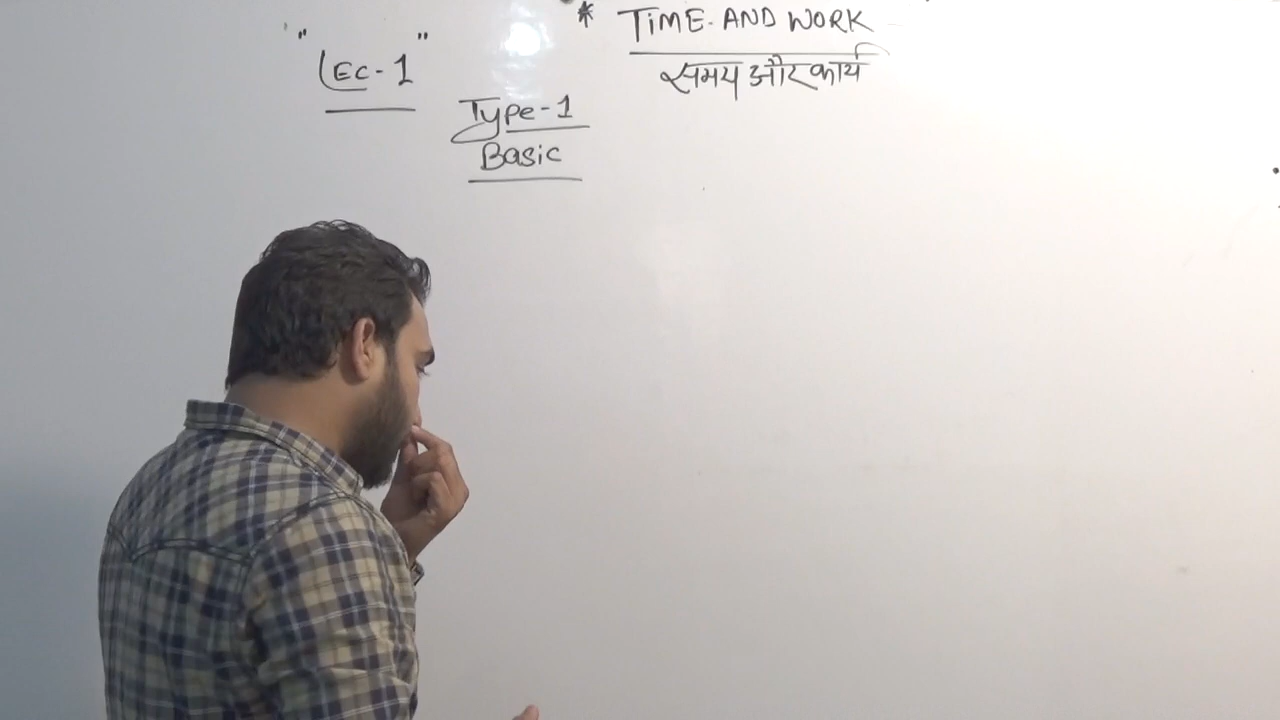 * TIME AND WORK
समय और कार्य
"LEC-1"
Type-1
Basic